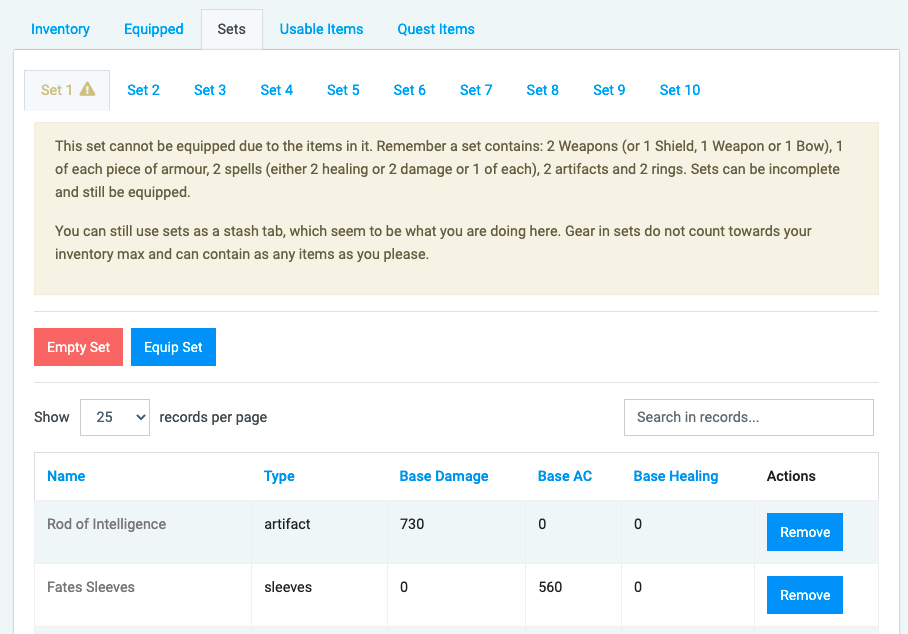 Inventory Equipped Sets Usable Items Quest Items
Set 1 Set 2 Set 3 Set 4 Set 5 Set 6 Set 7 Set 8 Set 9 Set 10
This set cannot be equipped due to the items in it. Remember a set contains: 2 Weapons (or 1 Shield, 1 Weapon or 1 Bow), 1
of each piece of armour, 2 spells (either 2 healing or 2 damage or 1 of each), 2 artifacts and 2 rings. Sets can be incomplete
and still be equipped.
You can still use sets as a stash tab, which seem to be what you are doing here. Gear in sets do not count towards your
inventory max and can contain as any items as you please.
Empty Set Equip Set
Show 25 records per page Search in records...
Name Type Base Damage Base AC Base Healing Actions
Rod of Intelligence artifact 730 0 0 Remove
Fates Sleeves sleeves 0 560 0 Remove